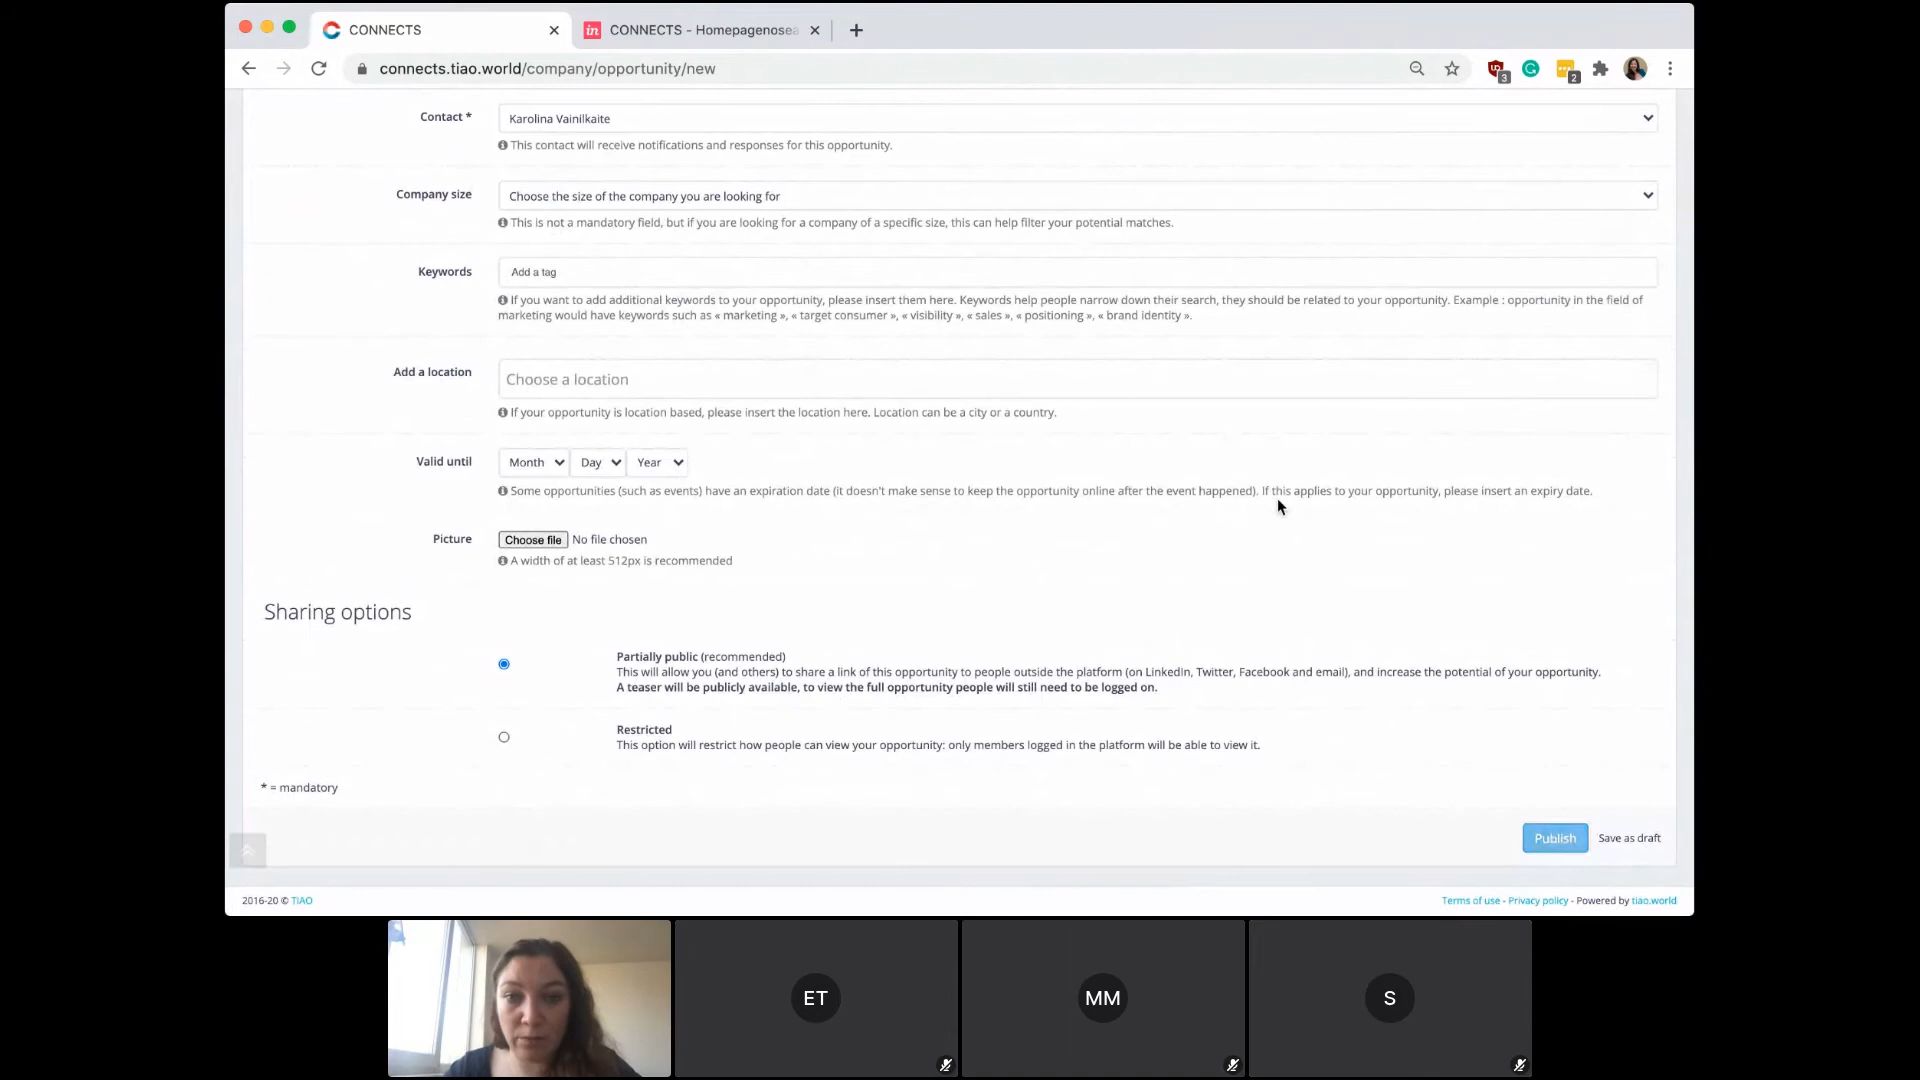 CONNECTS
CONNECTS - Homepagenosea
connects.tiao.world/company/opportunity/new
3
2
Contact *
Karolina Vainilkaite
This contact will receive notifications and responses for this opportunity.
Company size
Choose the size of the company you are looking for
This is not a mandatory field, but if you are looking for a company of a specific size, this can help filter your potential matches.
Keywords
Add a tag
If you want to add additional keywords to your opportunity, please insert them here. Keywords help people narrow down their search, they should be related to your opportunity. Example : opportunity in the field of
marketing would have keywords such as « marketing », « target consumer », « visibility », « sales », « positioning », « brand identity ».
Add a location
Choose a location
If your opportunity is location based, please insert the location here. Location can be a city or a country.
Valid until
Month Day Year
Some opportunities (such as events) have an expiration date (it doesn't make sense to keep the opportunity online after the event happened). If this applies to your opportunity, please insert an expiry date.
Picture
Choose file No file chosen
A width of at least 512px is recommended
Sharing options
Partially public (recommended)
This will allow you (and others) to share a link of this opportunity to people outside the platform (on LinkedIn, Twitter, Facebook and email), and increase the potential of your opportunity.
A teaser will be publicly available, to view the full opportunity people will still need to be logged on.
Restricted
This option will restrict how people can view your opportunity: only members logged in the platform will be able to view it.
* = mandatory
Publish Save as draft
2016-20 © TIAO
Terms of use - Privacy policy - Powered by tiao.world
ET
MM
S